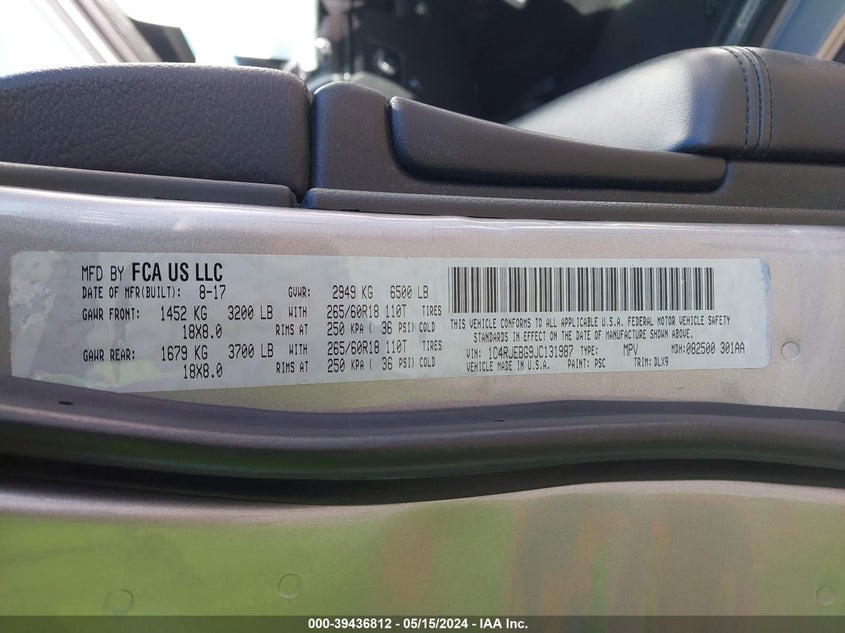 MFD BY FCA US LLC
DATE OF MFR(BUILT): 8-17 GVWR: 2949 KG 6500 LB
GAWR FRONT: 1452 KG 3200 LB WITH 265/60R18 110T TIRES
18X8.0 RIMS AT 250 KPA ( 36 PSI) COLD
GAWR REAR: 1679 KG 3700 LB WITH 265/60R18 110T TIRES
18X8.0 RIMS AT 250 KPA ( 36 PSI) COLD
THIS VEHICLE CONFORMS TO ALL APPLICABLE U.S.A. FEDERAL MOTOR VEHICLE SAFETY
STANDARDS IN EFFECT ON THE DATE OF MANUFACTURE SHOWN ABOVE.
VIN: 1C4RJEBG9JC131987 TYPE: MPV MDH: 082500 301AA
VEHICLE MADE IN U.S.A. PAINT: PSC TRIM: DLX9
000-39436812 - 05/15/2024 - IAA Inc.